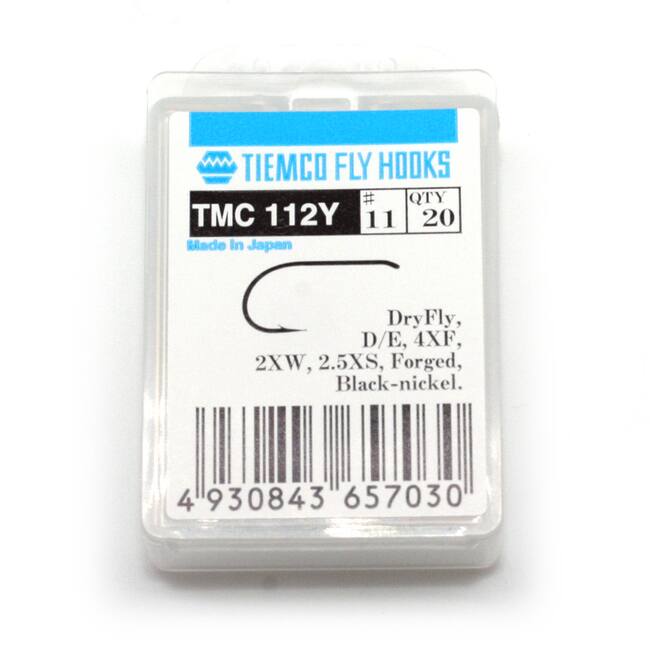 TIEMCO FLY HOOKS
TMC 112Y # 11 QTY 20
Made In Japan
DryFly,
D/E, 4XF,
2XW, 2.5XS, Forged,
Black-nickel.
4 930843 657030